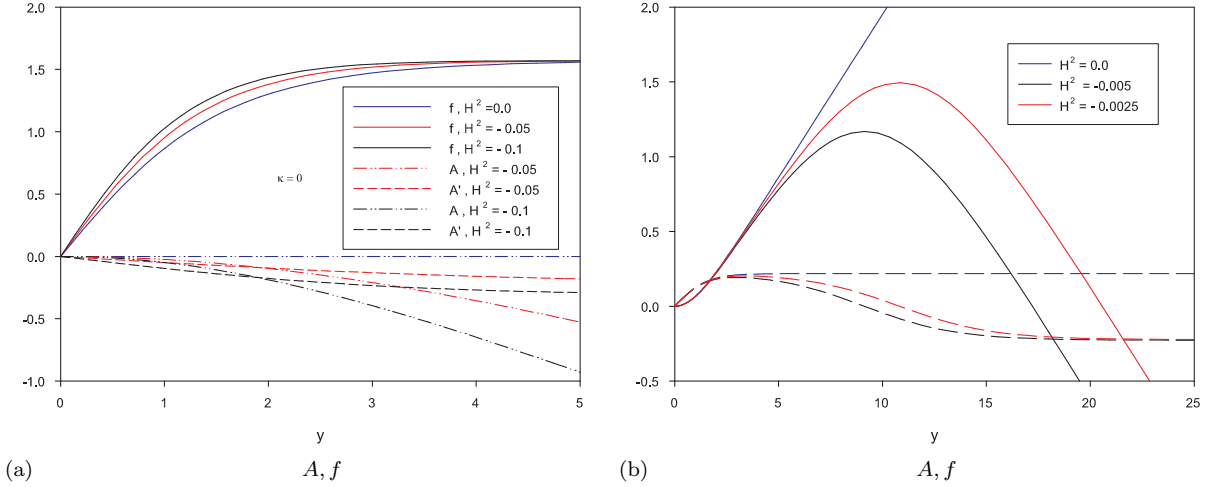 2.0
1.5
1.0
0.5
0.0
-0.5
-1.0
0 1 2 3 4 5
y
κ = 0
f , H² =0.0
f , H² = - 0.05
f , H² = - 0.1
A , H² = - 0.05
A' , H² = - 0.05
A , H² = - 0.1
A' , H² = - 0.1
(a)
A, f
2.0
1.5
1.0
0.5
0.0
-0.5
0 5 10 15 20 25
y
H² = 0.0
H² = -0.005
H² = -0.0025
(b)
A, f